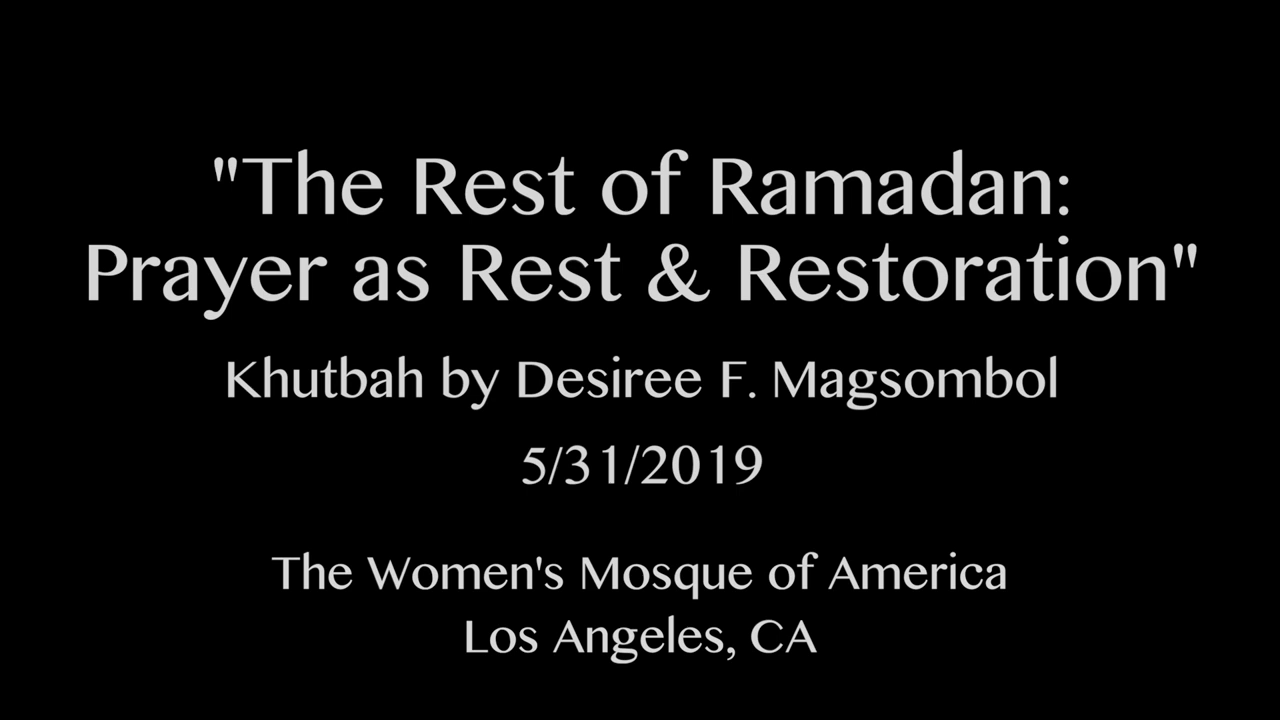 "The Rest of Ramadan:
Prayer as Rest & Restoration"
Khutbah by Desiree F. Magsombol
5/31/2019
The Women's Mosque of America
Los Angeles, CA